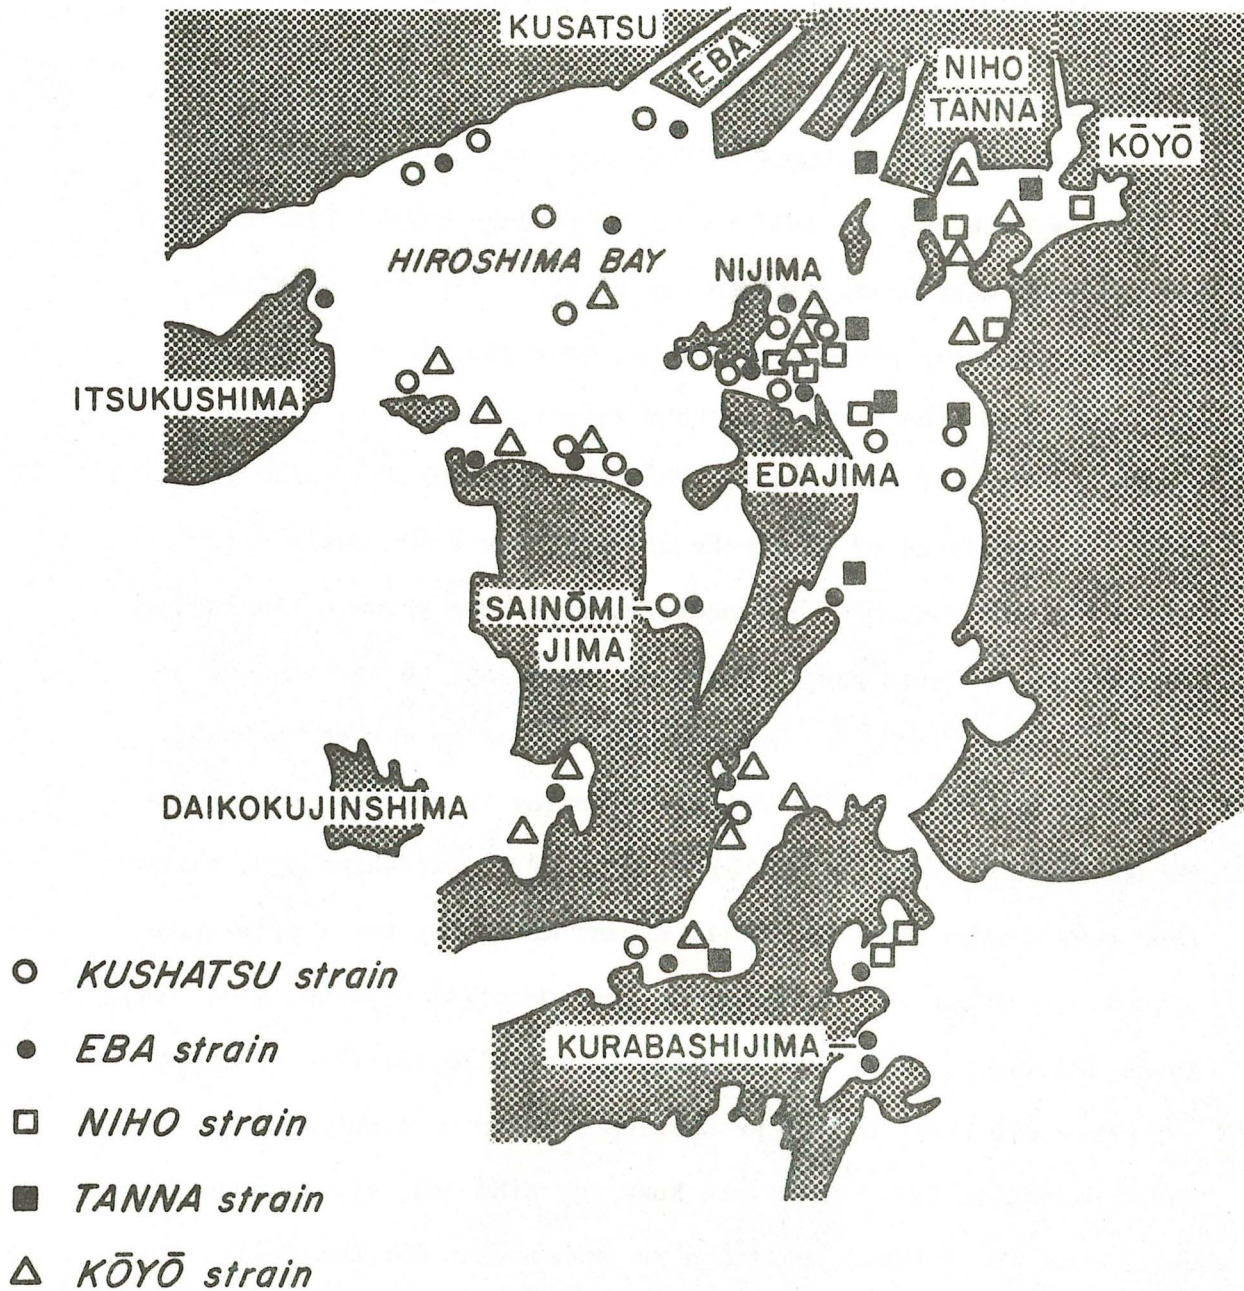 KUSATSU
EBA
NIHO
TANNA
KŌYŌ
HIROSHIMA BAY
NIJIMA
ITSUKUSHIMA
EDAJIMA
SAINŌMI
JIMA
DAIKOKUJINSHIMA
KURABASHIJIMA
KUSHATSU strain
EBA strain
NIHO strain
TANNA strain
KŌYŌ strain